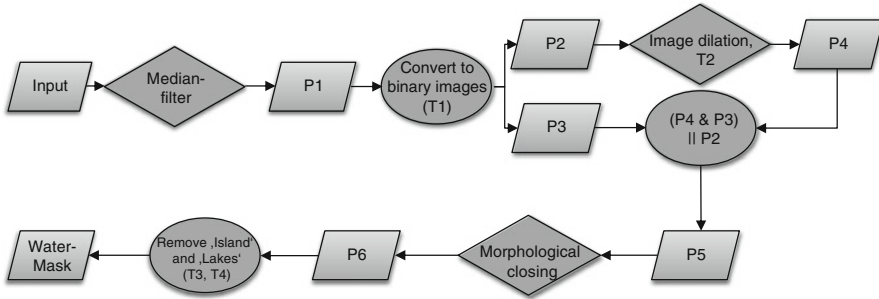 Input
Median-
filter
P1
Convert to
binary images
(T1)
P2
Image dilation,
T2
P4
P3
(P4 & P3)
|| P2
P5
Morphological
closing
P6
Remove ‚Island‘
and ‚Lakes‘
(T3, T4)
Water-
Mask